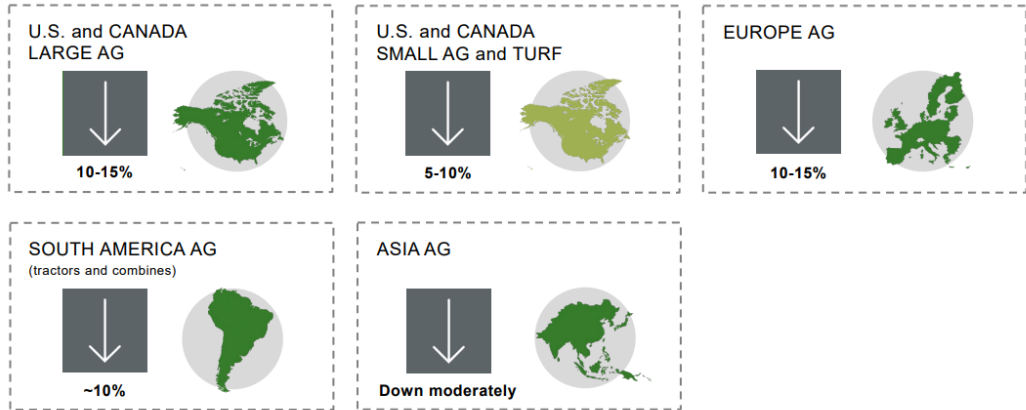 U.S. and CANADA
LARGE AG
10-15%
U.S. and CANADA
SMALL AG and TURF
5-10%
EUROPE AG
10-15%
SOUTH AMERICA AG
(tractors and combines)
~10%
ASIA AG
Down moderately